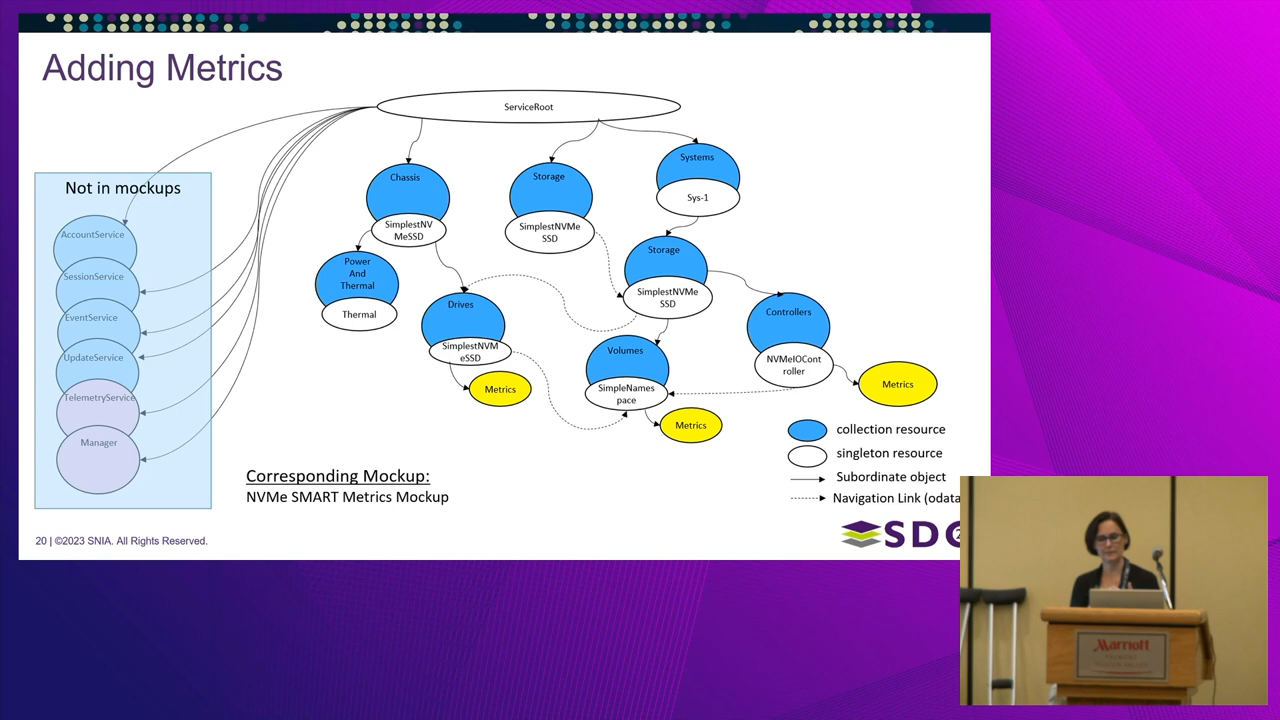 Adding Metrics
ServiceRoot
Not in mockups
AccountService
SessionService
EventService
UpdateService
TelemetryService
Manager
Chassis
SimplestNV
MeSSD
Power
And
Thermal
Thermal
Drives
SimplestNVM
eSSD
Metrics
Storage
SimplestNVMe
SSD
Systems
Sys-1
Storage
SimplestNVMe
SSD
Volumes
SimpleNames
pace
Metrics
Controllers
NVMeIOCont
roller
Metrics
collection resource
singleton resource
Subordinate object
Navigation Link (odata
Corresponding Mockup:
NVMe SMART Metrics Mockup
20 | ©2023 SNIA. All Rights Reserved.
SDC
Marriott